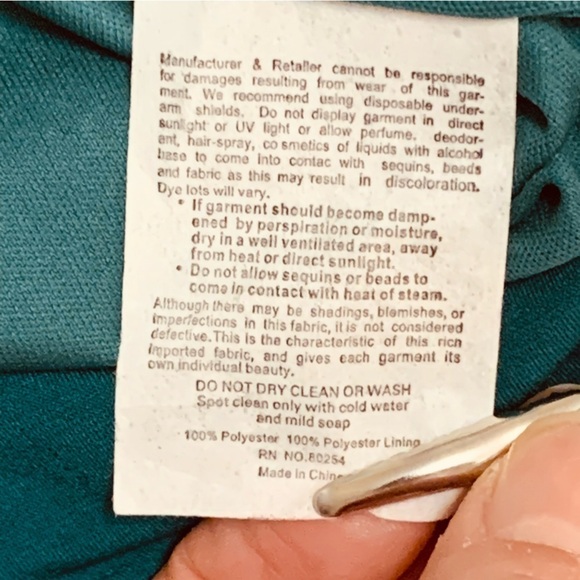 Manufacturer & Retailer cannot be responsible
for damages resulting from wear of this gar-
ment. We recommend using disposable under-
arm shields. Do not display garment in direct
sunlight or UV light or allow perfume, deodor-
ent, hair-spray, co smetics of liquids with alcohol
base to come into contac with sequins, beads
and fabric as this may result in discoloration.
Dye lots will vary.
• If garment should become damp-
ened by perspiration or moisture,
dry in a well ventilated area, away
from heat or direct sunlight.
• Do not allow sequins or beads to
come in contact with heat of steam.
Although there may be shadings, blemishes, or
imperfections in this fabric, it is not considered
defective. This is the characteristic of this rich
imported fabric, and gives each garment its
own individual beauty.
DO NOT DRY CLEAN OR WASH
Spot clean only with cold water
and mild soap
100% Polyester 100% Polyester Lining
RN NO.80254
Made in China